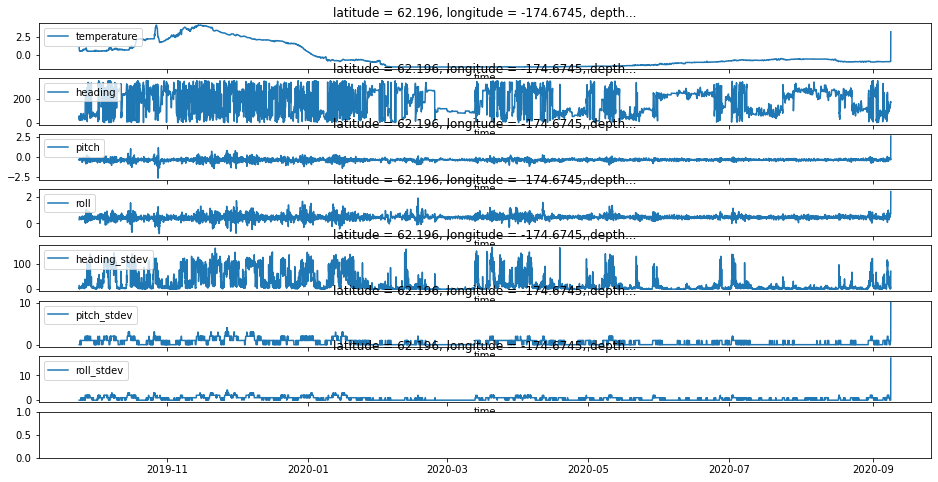 latitude = 62.196, longitude = -174.6745, depth...
2.5
0.0
temperature
time
latitude = 62.196, longitude = -174.6745, depth...
200
0
heading
time
latitude = 62.196, longitude = -174.6745, depth...
2.5
0.0
−2.5
pitch
time
latitude = 62.196, longitude = -174.6745, depth...
2
0
roll
time
latitude = 62.196, longitude = -174.6745, depth...
100
0
heading_stdev
time
latitude = 62.196, longitude = -174.6745, depth...
10
0
pitch_stdev
time
latitude = 62.196, longitude = -174.6745, depth...
10
0
roll_stdev
time
1.0
0.5
0.0
2019-11 2020-01 2020-03 2020-05 2020-07 2020-09